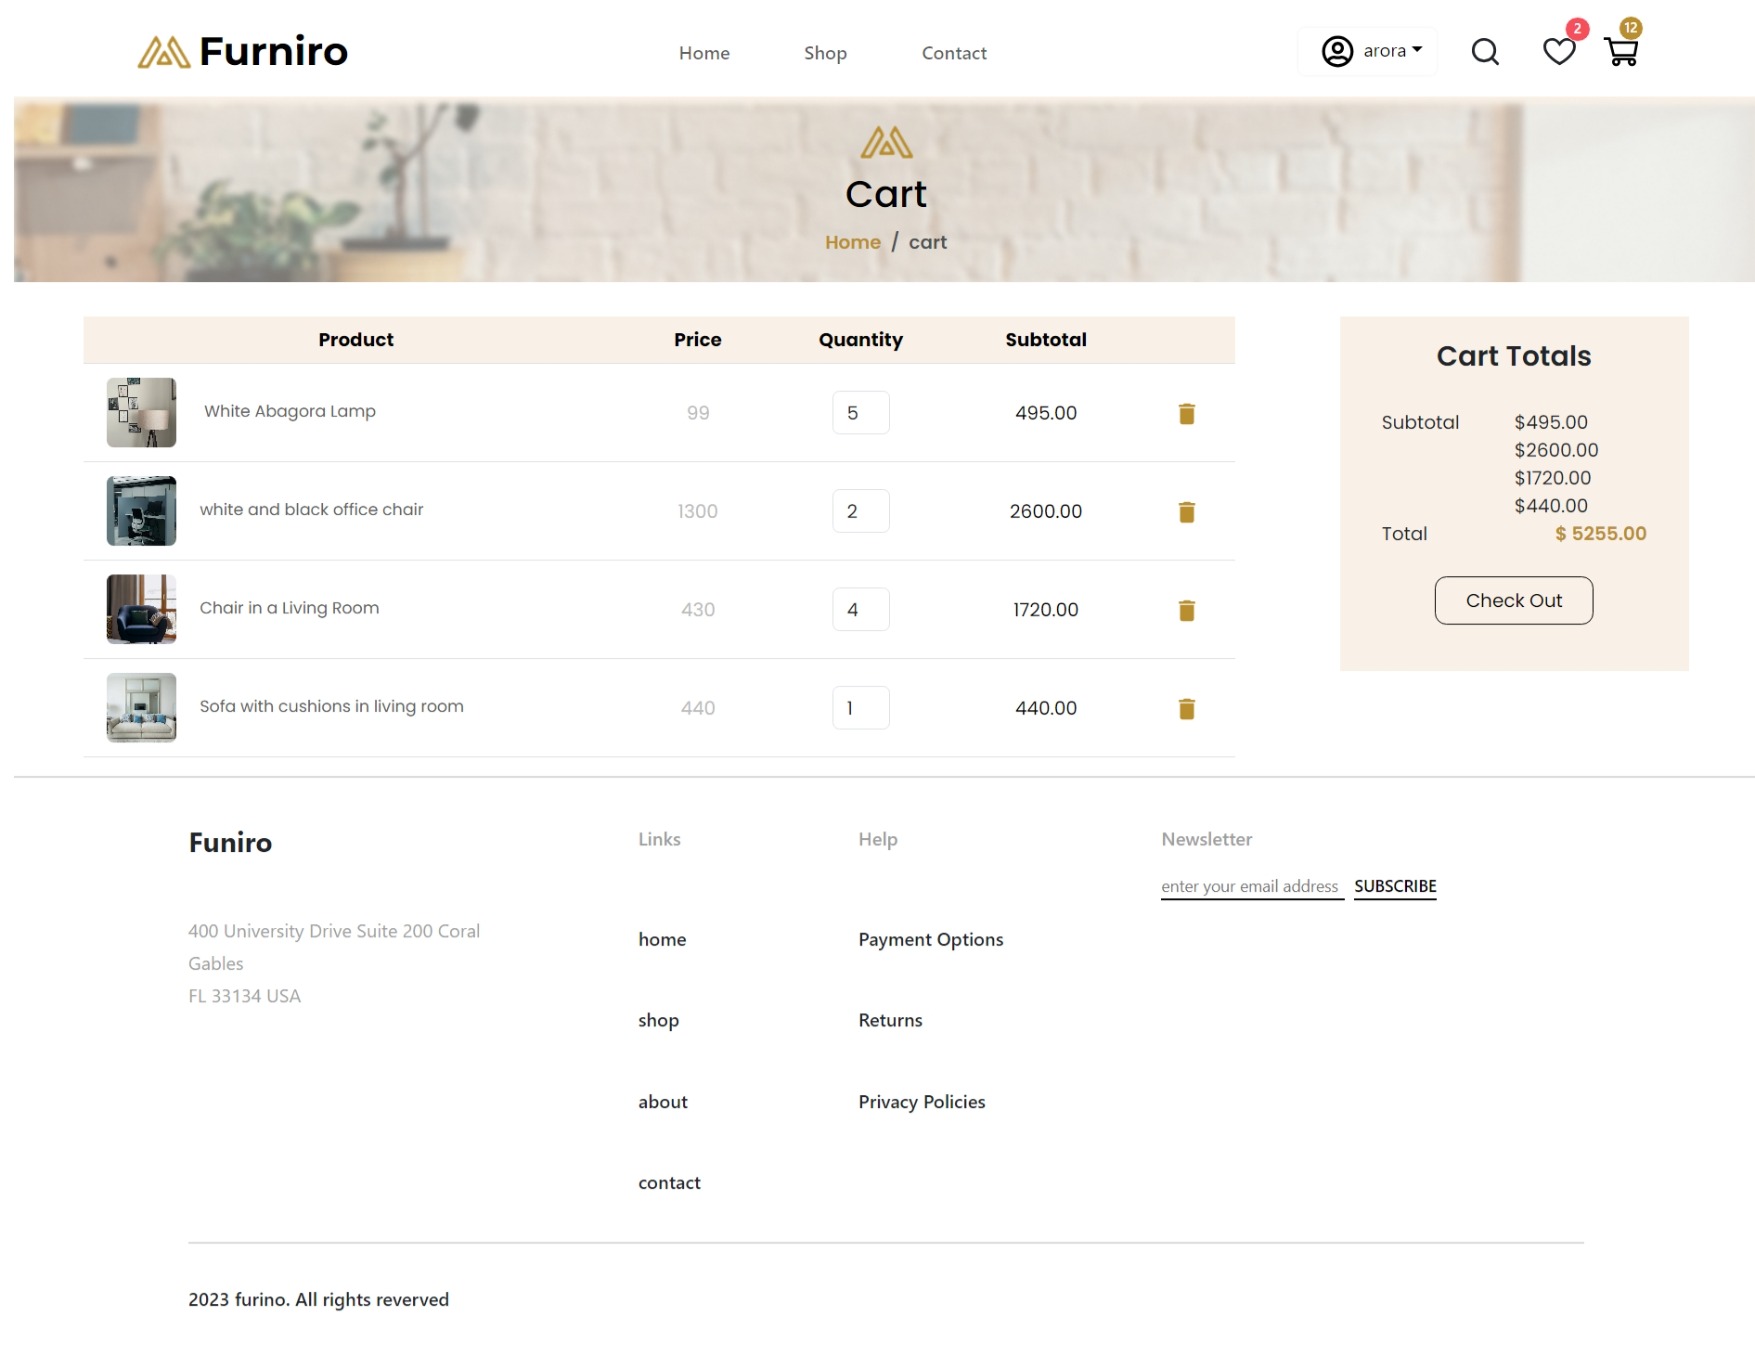 Furniro
Home
Shop
Contact
arora
2
12
Cart
Home / cart
Product Price Quantity Subtotal
White Abagora Lamp 99 5 495.00
white and black office chair 1300 2 2600.00
Chair in a Living Room 430 4 1720.00
Sofa with cushions in living room 440 1 440.00
Cart Totals
Subtotal $495.00
$2600.00
$1720.00
$440.00
Total $ 5255.00
Check Out
Funiro
400 University Drive Suite 200 Coral
Gables
FL 33134 USA
Links
home
shop
about
contact
Help
Payment Options
Returns
Privacy Policies
Newsletter
enter your email address SUBSCRIBE
2023 furino. All rights reverved